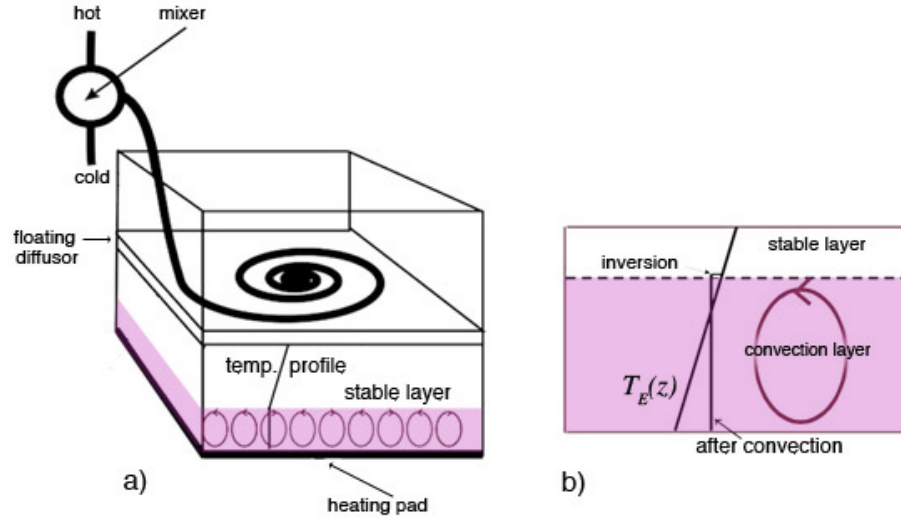 hot
mixer
cold
floating
diffusor
temp. profile
stable layer
a)
heating pad
stable layer
inversion
convection layer
T_E(z)
after convection
b)